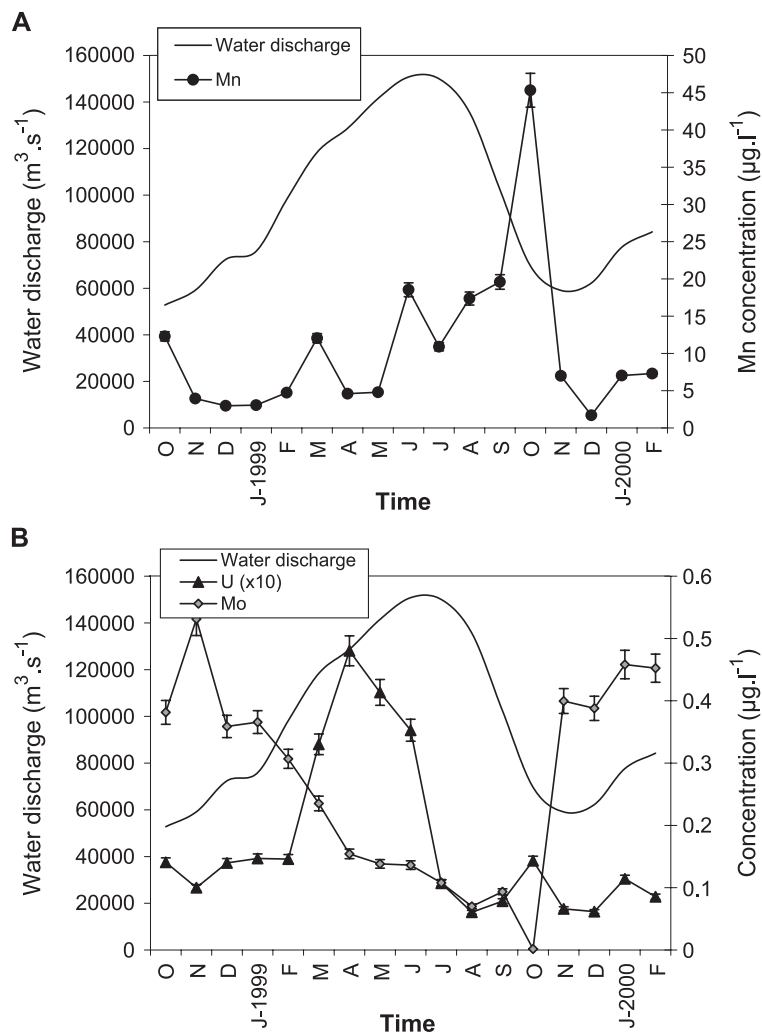 A
Water discharge
Mn
160000
140000
120000
100000
80000
60000
40000
20000
0
Water discharge (m³.s⁻¹)
50
45
40
35
30
25
20
15
10
5
0
Mn concentration (µg.l⁻¹)
O N D J-1999 F M A M J J A S O N D J-2000 F
Time
B
Water discharge
U (x10)
Mo
160000
140000
120000
100000
80000
60000
40000
20000
0
Water discharge (m³.s⁻¹)
0.6
0.5
0.4
0.3
0.2
0.1
0
Concentration (µg.l⁻¹)
O N D J-1999 F M A M J J A S O N D J-2000 F
Time